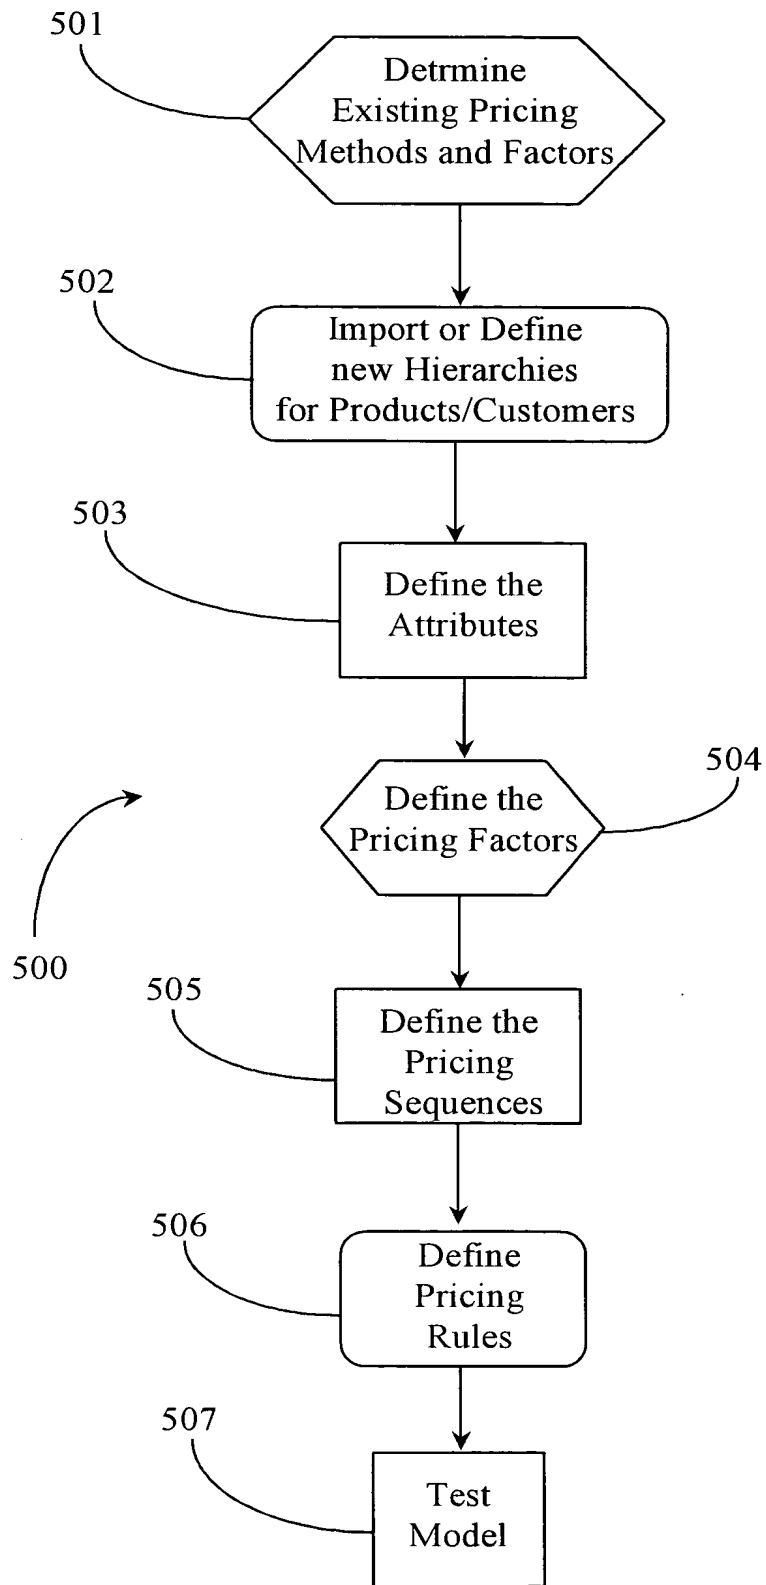 501
Detrmine
Existing Pricing
Methods and Factors
502
Import or Define
new Hierarchies
for Products/Customers
503
Define the
Attributes
504
Define the
Pricing Factors
500
505
Define the
Pricing
Sequences
506
Define
Pricing
Rules
507
Test
Model